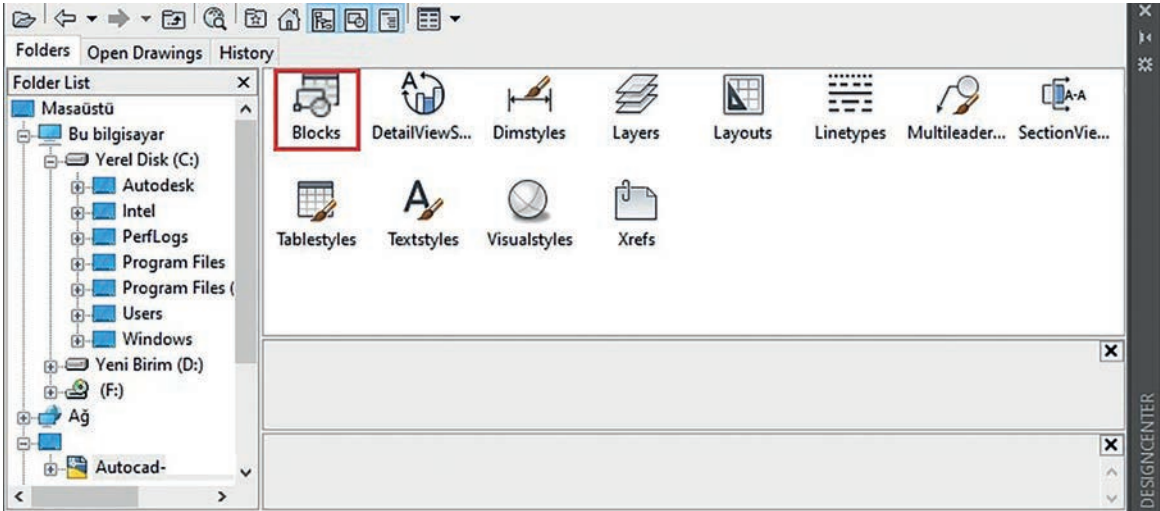 Folders Open Drawings History
Folder List
Masaüstü
Bu bilgisayar
Yerel Disk (C:)
Autodesk
Intel
PerfLogs
Program Files
Program Files (
Users
Windows
Yeni Birim (D:)
(F:)
Ağ
Autocad-
Blocks DetailViewS... Dimstyles Layers Layouts Linetypes Multileader... SectionVie...
Tablestyles Textstyles Visualstyles Xrefs
DESIGNCENTER